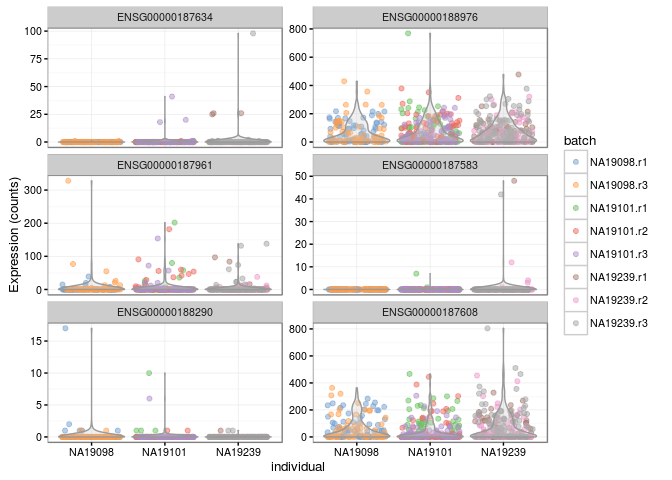 ENSG00000187634
ENSG00000188976
100
75
50
25
0
800
600
400
200
0
ENSG00000187961
ENSG00000187583
300
200
100
0
50
40
30
20
10
0
ENSG00000188290
ENSG00000187608
15
10
5
0
800
600
400
200
0
NA19098
NA19101
NA19239
NA19098
NA19101
NA19239
individual
Expression (counts)
batch
NA19098.r1
NA19098.r3
NA19101.r1
NA19101.r2
NA19101.r3
NA19239.r1
NA19239.r2
NA19239.r3